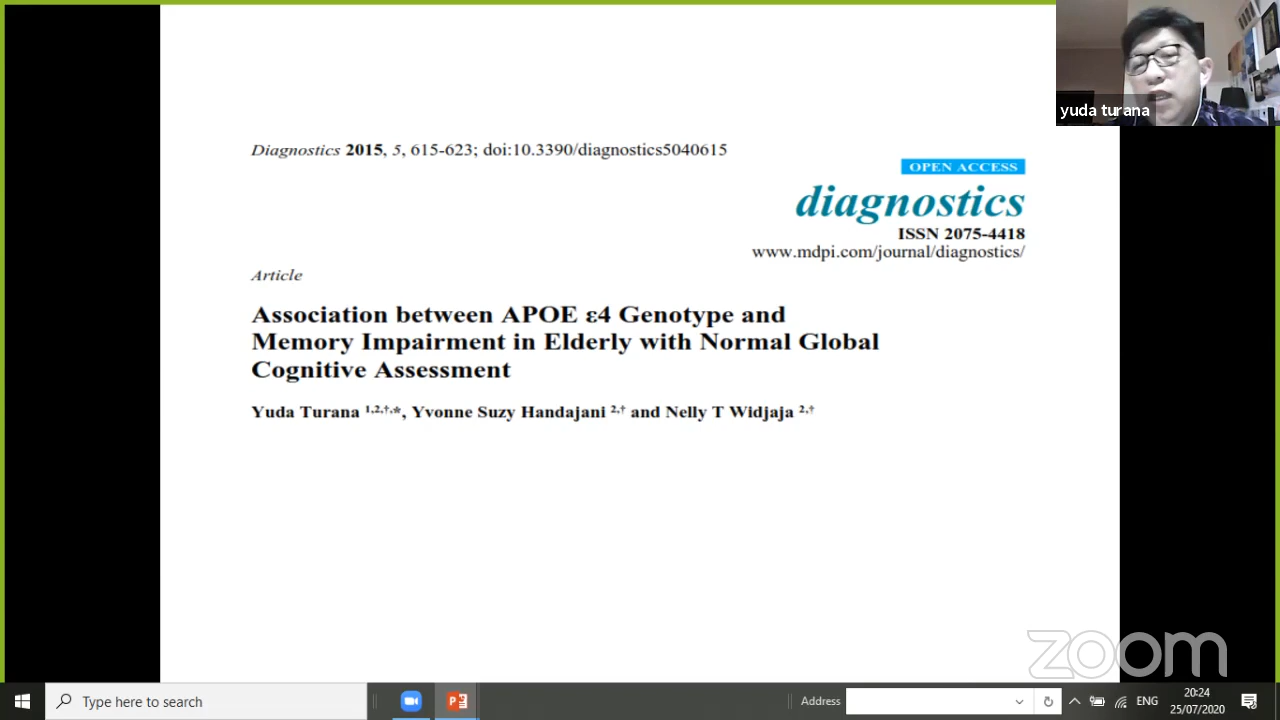 yuda turana
Diagnostics 2015, 5, 615-623; doi:10.3390/diagnostics5040615
OPEN ACCESS
diagnostics
ISSN 2075-4418
www.mdpi.com/journal/diagnostics/
Article
Association between APOE ε4 Genotype and
Memory Impairment in Elderly with Normal Global
Cognitive Assessment
Yuda Turana 1,2,†,*, Yvonne Suzy Handajani 2,† and Nelly T Widjaja 2,†
zoom
Type here to search
Address
ENG
20:24
25/07/2020